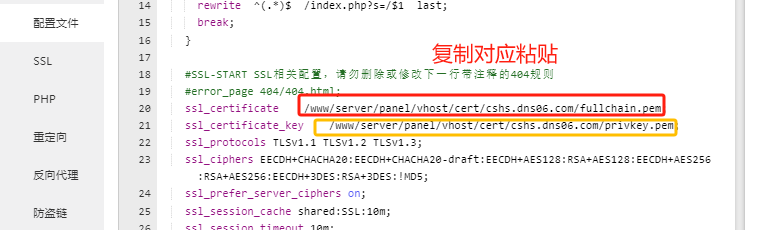 配置文件
SSL
PHP
重定向
反向代理
防盗链
14 rewrite ^(.*)$ /index.php?s=/$1 last;
15 break;
16 }
17
复制对应粘贴
18 #SSL-START SSL相关配置，请勿删除或修改下一行带注释的404规则
19 #error_page 404/404.html;
20 ssl_certificate /www/server/panel/vhost/cert/cshs.dns06.com/fullchain.pem
21 ssl_certificate_key /www/server/panel/vhost/cert/cshs.dns06.com/privkey.pem;
22 ssl_protocols TLSv1.1 TLSv1.2 TLSv1.3;
23 ssl_ciphers EECDH+CHACHA20:EECDH+CHACHA20-draft:EECDH+AES128:RSA+AES128:EECDH+AES256
:RSA+AES256:EECDH+3DES:RSA+3DES:!MD5;
24 ssl_prefer_server_ciphers on;
25 ssl_session_cache shared:SSL:10m;
26 ssl_session_timeout 10m;